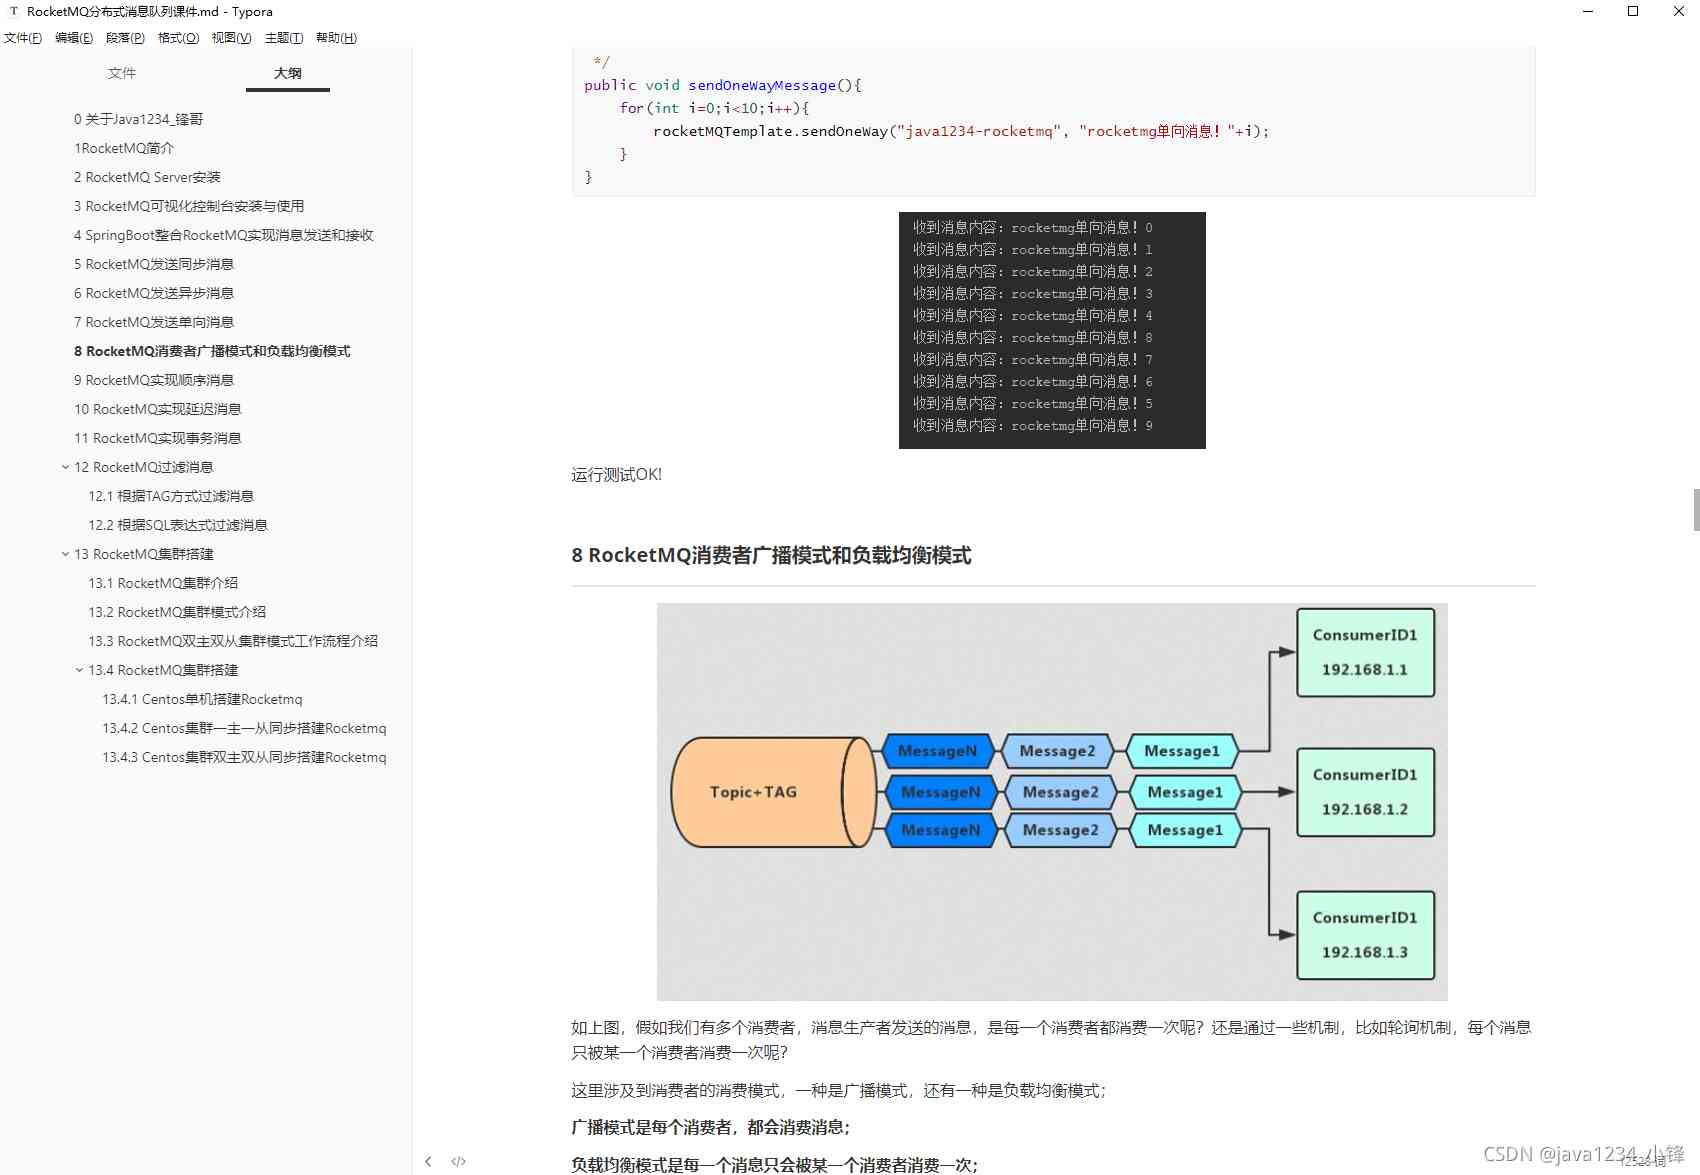 RocketMQ分布式消息队列课件.md - Typora
文件(F) 编辑(E) 段落(P) 格式(O) 视图(V) 主题(T) 帮助(H)
文件 大纲
0 关于Java1234_锋哥
1RocketMQ简介
2 RocketMQ Server安装
3 RocketMQ可视化控制台安装与使用
4 SpringBoot整合RocketMQ实现消息发送和接收
5 RocketMQ发送同步消息
6 RocketMQ发送异步消息
7 RocketMQ发送单向消息
8 RocketMQ消费者广播模式和负载均衡模式
9 RocketMQ实现顺序消息
10 RocketMQ实现延迟消息
11 RocketMQ实现事务消息
12 RocketMQ过滤消息
12.1 根据TAG方式过滤消息
12.2 根据SQL表达式过滤消息
13 RocketMQ集群搭建
13.1 RocketMQ集群介绍
13.2 RocketMQ集群模式介绍
13.3 RocketMQ双主双从集群模式工作流程介绍
13.4 RocketMQ集群搭建
13.4.1 Centos单机搭建Rocketmq
13.4.2 Centos集群一主一从同步搭建Rocketmq
13.4.3 Centos集群双主双从同步搭建Rocketmq
*/
public void sendOneWayMessage(){
for(int i=0;i<10;i++){
rocketMQTemplate.sendOneWay("java1234-rocketmq", "rocketmg单向消息！"+i);
}
}
收到消息内容：rocketmg单向消息！0
收到消息内容：rocketmg单向消息！1
收到消息内容：rocketmg单向消息！2
收到消息内容：rocketmg单向消息！3
收到消息内容：rocketmg单向消息！4
收到消息内容：rocketmg单向消息！8
收到消息内容：rocketmg单向消息！7
收到消息内容：rocketmg单向消息！6
收到消息内容：rocketmg单向消息！5
收到消息内容：rocketmg单向消息！9
运行测试OK!
8 RocketMQ消费者广播模式和负载均衡模式
ConsumerID1
192.168.1.1
MessageN Message2 Message1
Topic+TAG
MessageN Message2 Message1
ConsumerID1
192.168.1.2
MessageN Message2 Message1
ConsumerID1
192.168.1.3
如上图，假如我们有多个消费者，消息生产者发送的消息，是每一个消费者都消费一次呢？还是通过一些机制，比如轮询机制，每个消息
只被某一个消费者消费一次呢？
这里涉及到消费者的消费模式，一种是广播模式，还有一种是负载均衡模式；
广播模式是每个消费者，都会消费消息；
负载均衡模式是每一个消息只会被某一个消费者消费一次；
CSDN @java1234_小锋